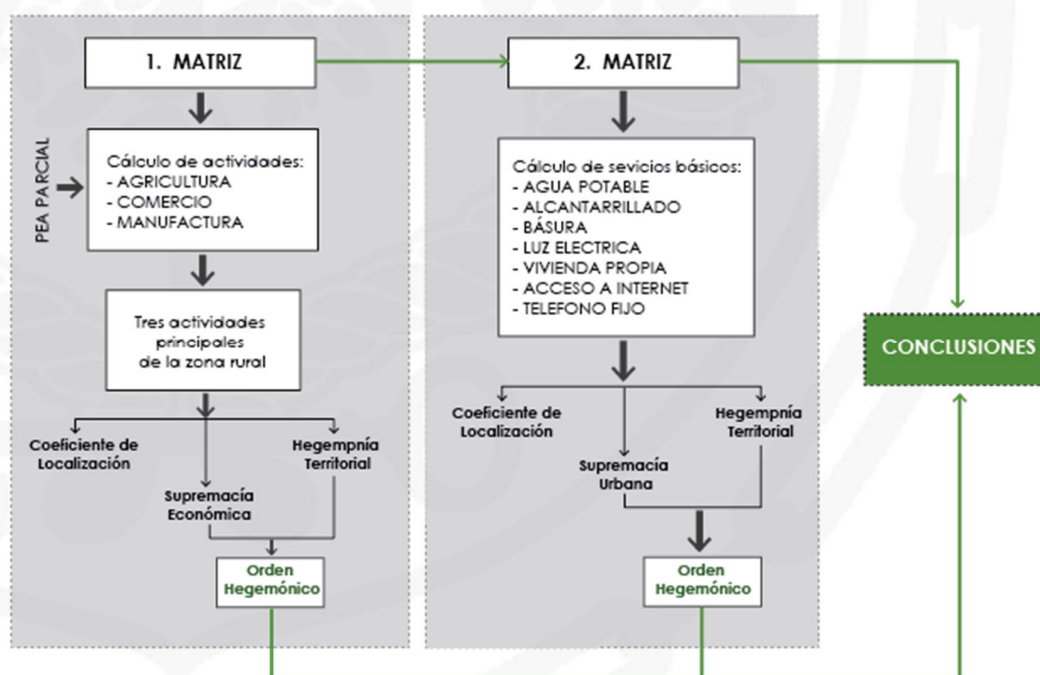 1. MATRIZ
PEA PARCIAL
Cálculo de actividades:
- AGRICULTURA
- COMERCIO
- MANUFACTURA
Tres actividades
principales
de la zona rural
Coeficiente de
Localización
Hegempnía
Territorial
Supremacía
Económica
Orden
Hegemónico
2. MATRIZ
Cálculo de sevicios básicos:
- AGUA POTABLE
- ALCANTARRILLADO
- BÁSURA
- LUZ ELECTRICA
- VIVIENDA PROPIA
- ACCESO A INTERNET
- TELEFONO FIJO
Coeficiente de
Localización
Hegempnía
Territorial
Supremacía
Urbana
Orden
Hegemónico
CONCLUSIONES